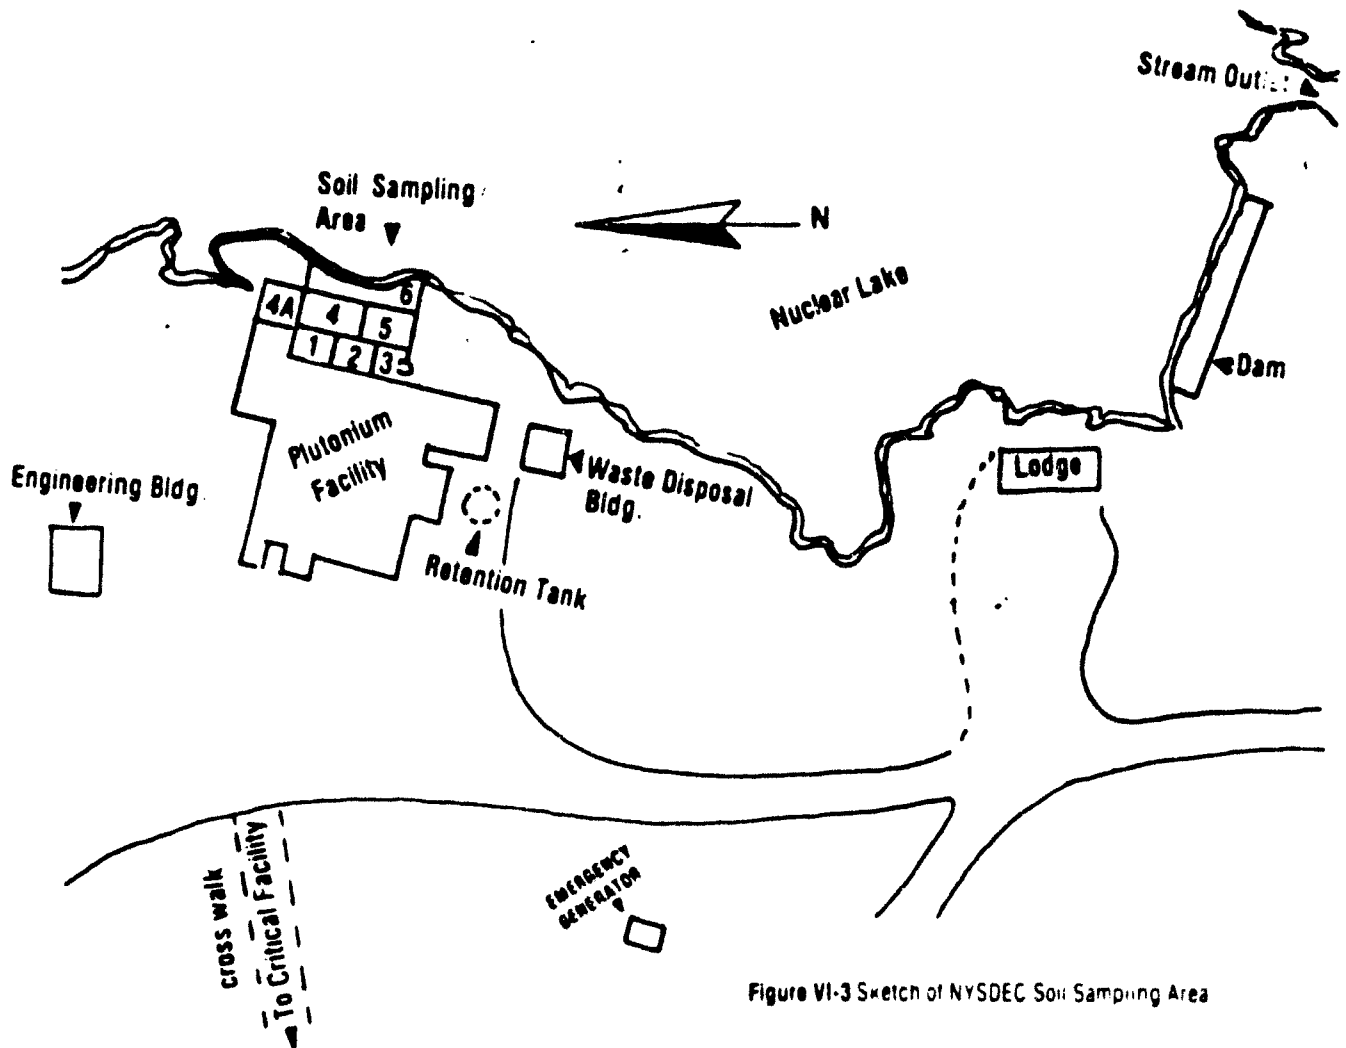 Stream
Soil Sampling
Area
N
Nuclear Lake
4A
4
5
6
1
2
3
Dam
Plutonium
Facility
Lodge
Engineering Bldg.
Waste Disposal
Bldg.
Retention Tank
EMERGENCY
GENERATOR
cross walk
To Critical Facility
Figure VI-3 Sketch of NYSDEC Soil Sampling Area